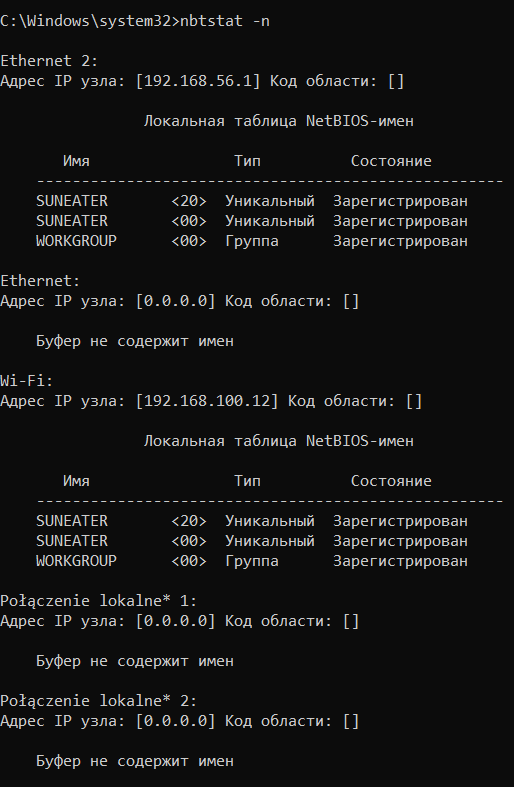 C:\Windows\system32>nbtstat -n
Ethernet 2:
Адрес IP узла: [192.168.56.1] Код области: []
Локальная таблица NetBIOS-имен
Имя Тип Состояние
----------------------------------------------------
SUNEATER <20> Уникальный Зарегистрирован
SUNEATER <00> Уникальный Зарегистрирован
WORKGROUP <00> Группа Зарегистрирован
Ethernet:
Адрес IP узла: [0.0.0.0] Код области: []
Буфер не содержит имен
Wi-Fi:
Адрес IP узла: [192.168.100.12] Код области: []
Локальная таблица NetBIOS-имен
Имя Тип Состояние
----------------------------------------------------
SUNEATER <20> Уникальный Зарегистрирован
SUNEATER <00> Уникальный Зарегистрирован
WORKGROUP <00> Группа Зарегистрирован
Połączenie lokalne* 1:
Адрес IP узла: [0.0.0.0] Код области: []
Буфер не содержит имен
Połączenie lokalne* 2:
Адрес IP узла: [0.0.0.0] Код области: []
Буфер не содержит имен